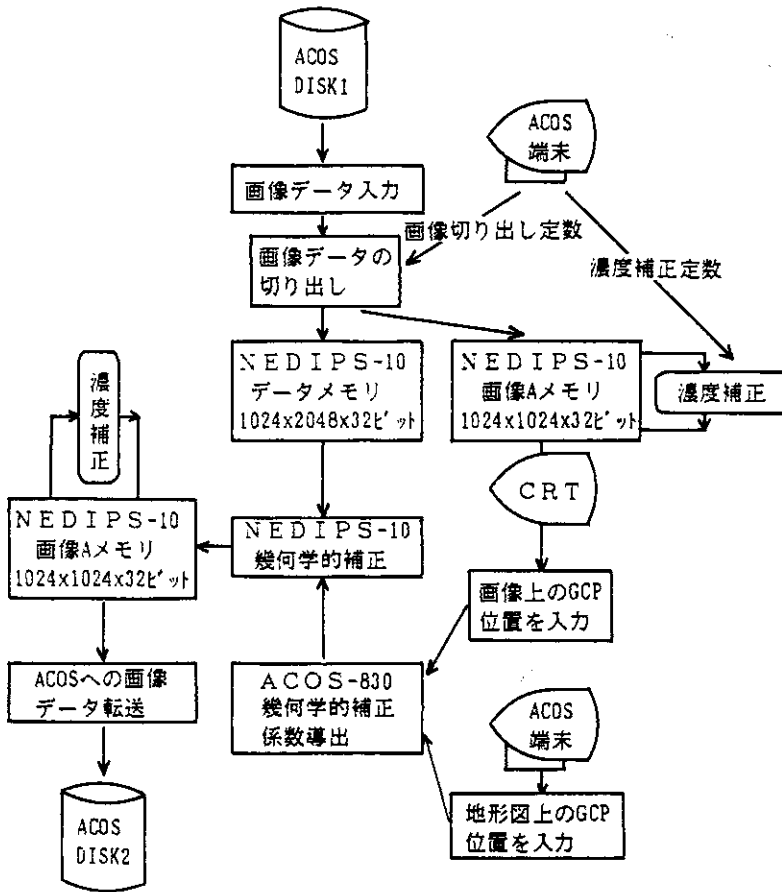 ACOS
DISK1
ACOS
端末
画像データ入力
画像切り出し定数
画像データの
切り出し
濃度補正定数
NEDIPS-10
データメモリ
1024x2048x32ビット
NEDIPS-10
画像Aメモリ
1024x1024x32ビット
濃度補正
濃度補正
CRT
NEDIPS-10
画像Aメモリ
1024x1024x32ビット
NEDIPS-10
幾何学的補正
画像上のGCP
位置を入力
ACOSへの画像
データ転送
ACOS-830
幾何学的補正
係数導出
ACOS
端末
ACOS
DISK2
地形図上のGCP
位置を入力